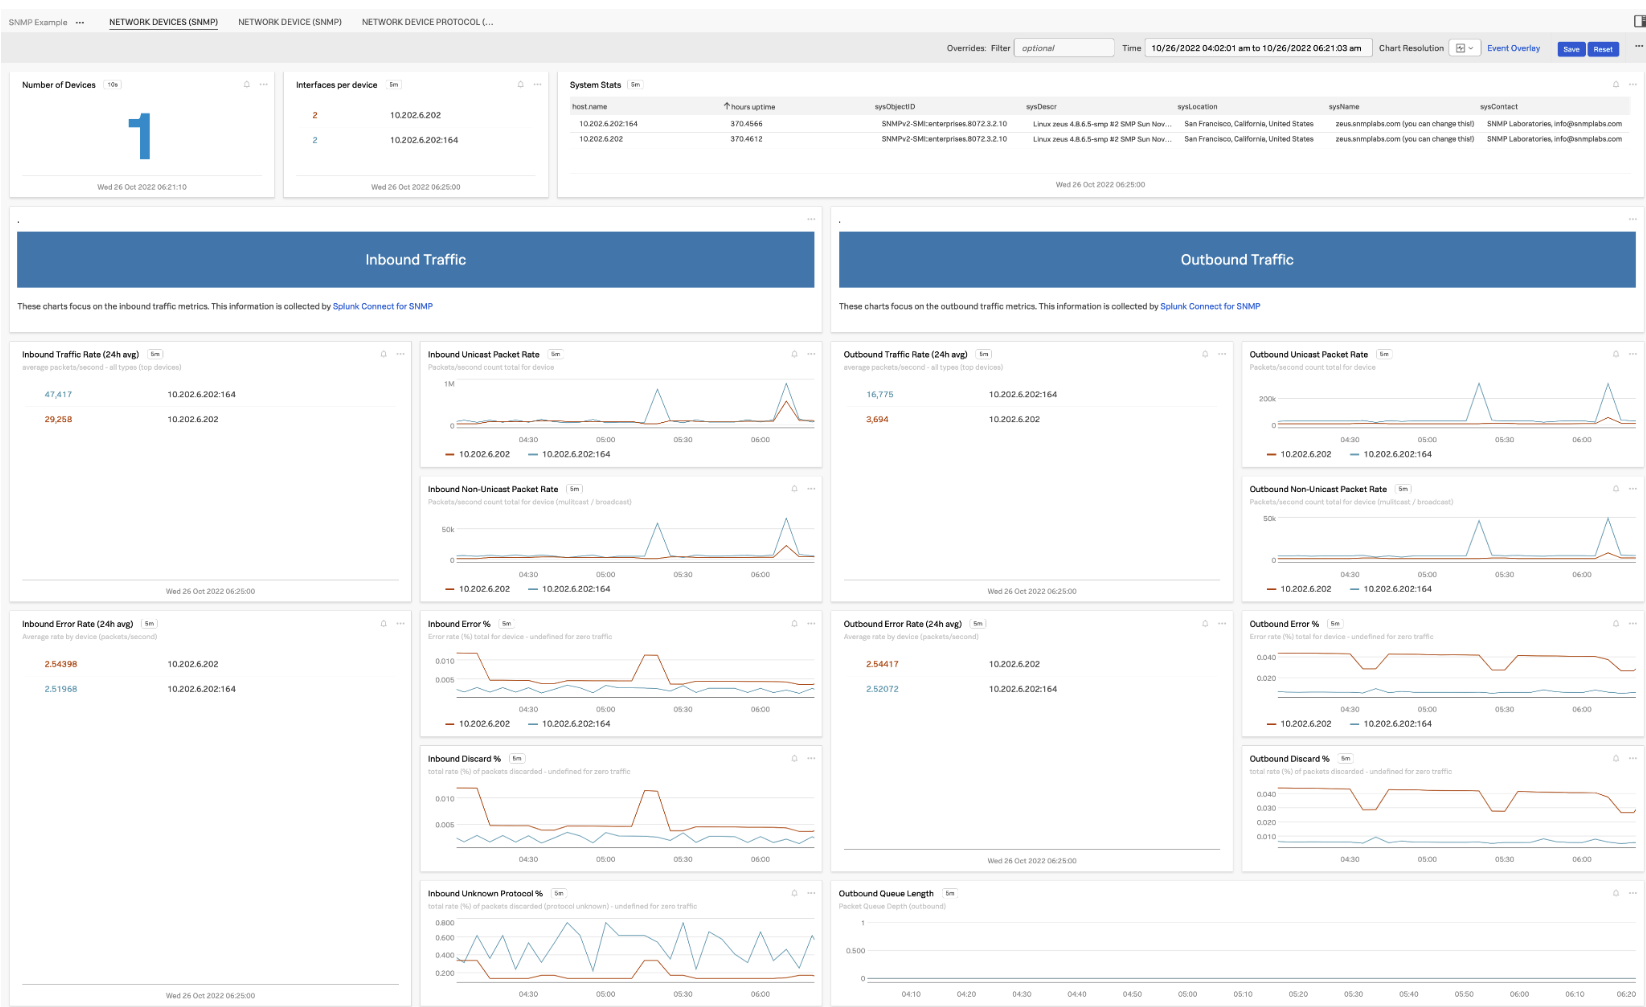 SNMP Example ··· NETWORK DEVICES (SNMP) NETWORK DEVICE (SNMP) NETWORK DEVICE PROTOCOL (...
Overrides: Filter optional Time 10/26/2022 04:02:01 am to 10/26/2022 06:21:03 am Chart Resolution Event Overlay Save Reset
Number of Devices 10s
1
Wed 26 Oct 2022 06:21:10
Interfaces per device 5m
2 10.202.6.202
2 10.202.6.202:164
Wed 26 Oct 2022 06:25:00
System Stats 5m
host.name hours uptime sysObjectID sysDescr sysLocation sysName sysContact
10.202.6.202:164 370.4566 SNMPv2-SMI::enterprises.8072.3.2.10 Linux zeus 4.8.6.5-smp #2 SMP Sun Nov... San Francisco, California, United States zeus.snmplabs.com (you can change this!) SNMP Laboratories, info@snmplabs.com
10.202.6.202 370.4612 SNMPv2-SMI::enterprises.8072.3.2.10 Linux zeus 4.8.6.5-smp #2 SMP Sun Nov... San Francisco, California, United States zeus.snmplabs.com (you can change this!) SNMP Laboratories, info@snmplabs.com
Wed 26 Oct 2022 06:25:00
.
Inbound Traffic
These charts focus on the inbound traffic metrics. This information is collected by Splunk Connect for SNMP
.
Outbound Traffic
These charts focus on the outbound traffic metrics. This information is collected by Splunk Connect for SNMP
Inbound Traffic Rate (24h avg) 5m
average packets/second - all types (top devices)
47,417 10.202.6.202:164
29,258 10.202.6.202
Wed 26 Oct 2022 06:25:00
Inbound Unicast Packet Rate 5m
Packets/second count total for device
1M
0
04:30 05:00 05:30 06:00
10.202.6.202 10.202.6.202:164
Inbound Non-Unicast Packet Rate 5m
Packets/second count total for device (mulitcast / broadcast)
50k
0
04:30 05:00 05:30 06:00
10.202.6.202 10.202.6.202:164
Outbound Traffic Rate (24h avg) 5m
average packets/second - all types (top devices)
16,775 10.202.6.202:164
3,694 10.202.6.202
Wed 26 Oct 2022 06:25:00
Outbound Unicast Packet Rate 5m
Packets/second count total for device
200k
0
04:30 05:00 05:30 06:00
10.202.6.202 10.202.6.202:164
Outbound Non-Unicast Packet Rate 5m
Packets/second count total for device (mulitcast / broadcast)
50k
0
04:30 05:00 05:30 06:00
10.202.6.202 10.202.6.202:164
Inbound Error Rate (24h avg) 5m
Average rate by device (packets/second)
2.54398 10.202.6.202
2.51968 10.202.6.202:164
Wed 26 Oct 2022 06:25:00
Inbound Error % 5m
Error rate (%) total for device - undefined for zero traffic
0.010
0.005
04:30 05:00 05:30 06:00
10.202.6.202 10.202.6.202:164
Inbound Discard % 5m
total rate (%) of packets discarded - undefined for zero traffic
0.010
0.005
04:30 05:00 05:30 06:00
Inbound Unknown Protocol % 5m
total rate (%) of packets discarded (protocol unknown) - undefined for zero traffic
0.800
0.600
0.400
0.200
04:30 05:00 05:30 06:00
Outbound Error Rate (24h avg) 5m
Average rate by device (packets/second)
2.54417 10.202.6.202
2.52072 10.202.6.202:164
Wed 26 Oct 2022 06:25:00
Outbound Error % 5m
Error rate (%) total for device - undefined for zero traffic
0.040
0.020
04:30 05:00 05:30 06:00
10.202.6.202 10.202.6.202:164
Outbound Discard % 5m
total rate (%) of packets discarded - undefined for zero traffic
0.040
0.030
0.020
0.010
04:30 05:00 05:30 06:00
Outbound Queue Length 5m
Packet Queue Depth (outbound)
1
0.500
0
04:10 04:20 04:30 04:40 04:50 05:00 05:10 05:20 05:30 05:40 05:50 06:00 06:10 06:20